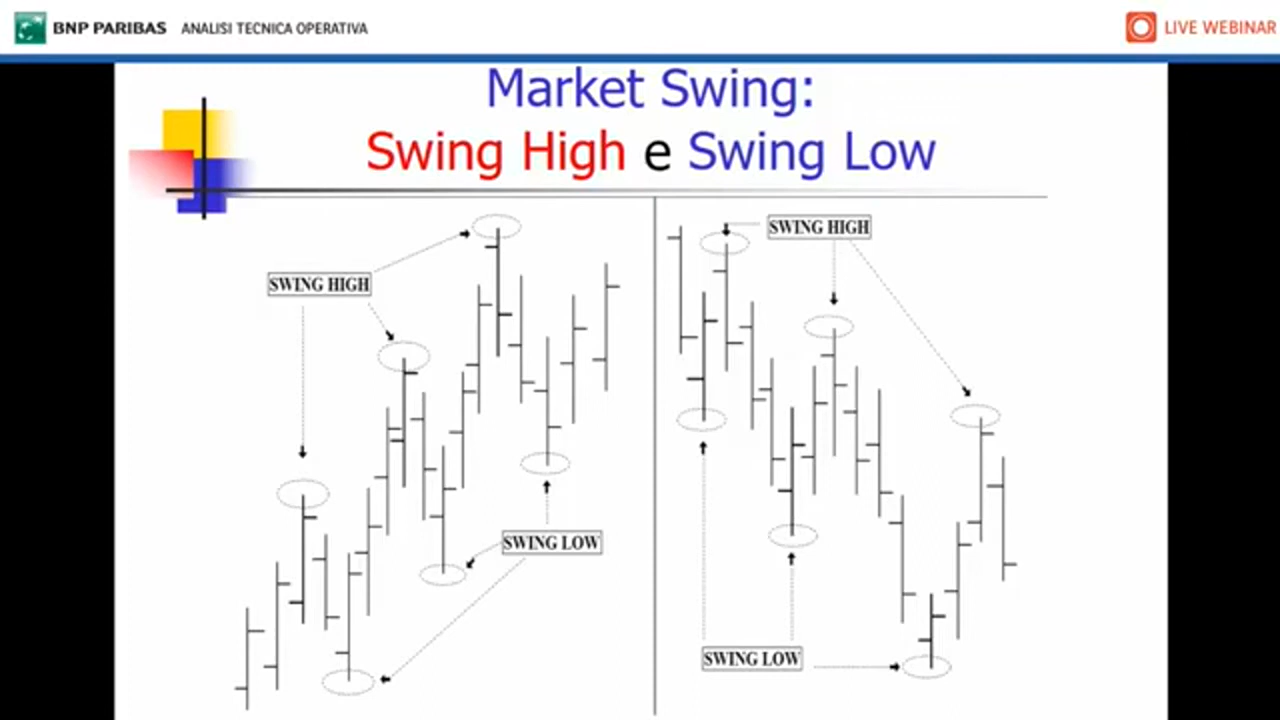 BNP PARIBAS ANALISI TECNICA OPERATIVA
LIVE WEBINAR
Market Swing:
Swing High e Swing Low
SWING HIGH
SWING LOW
SWING HIGH
SWING LOW